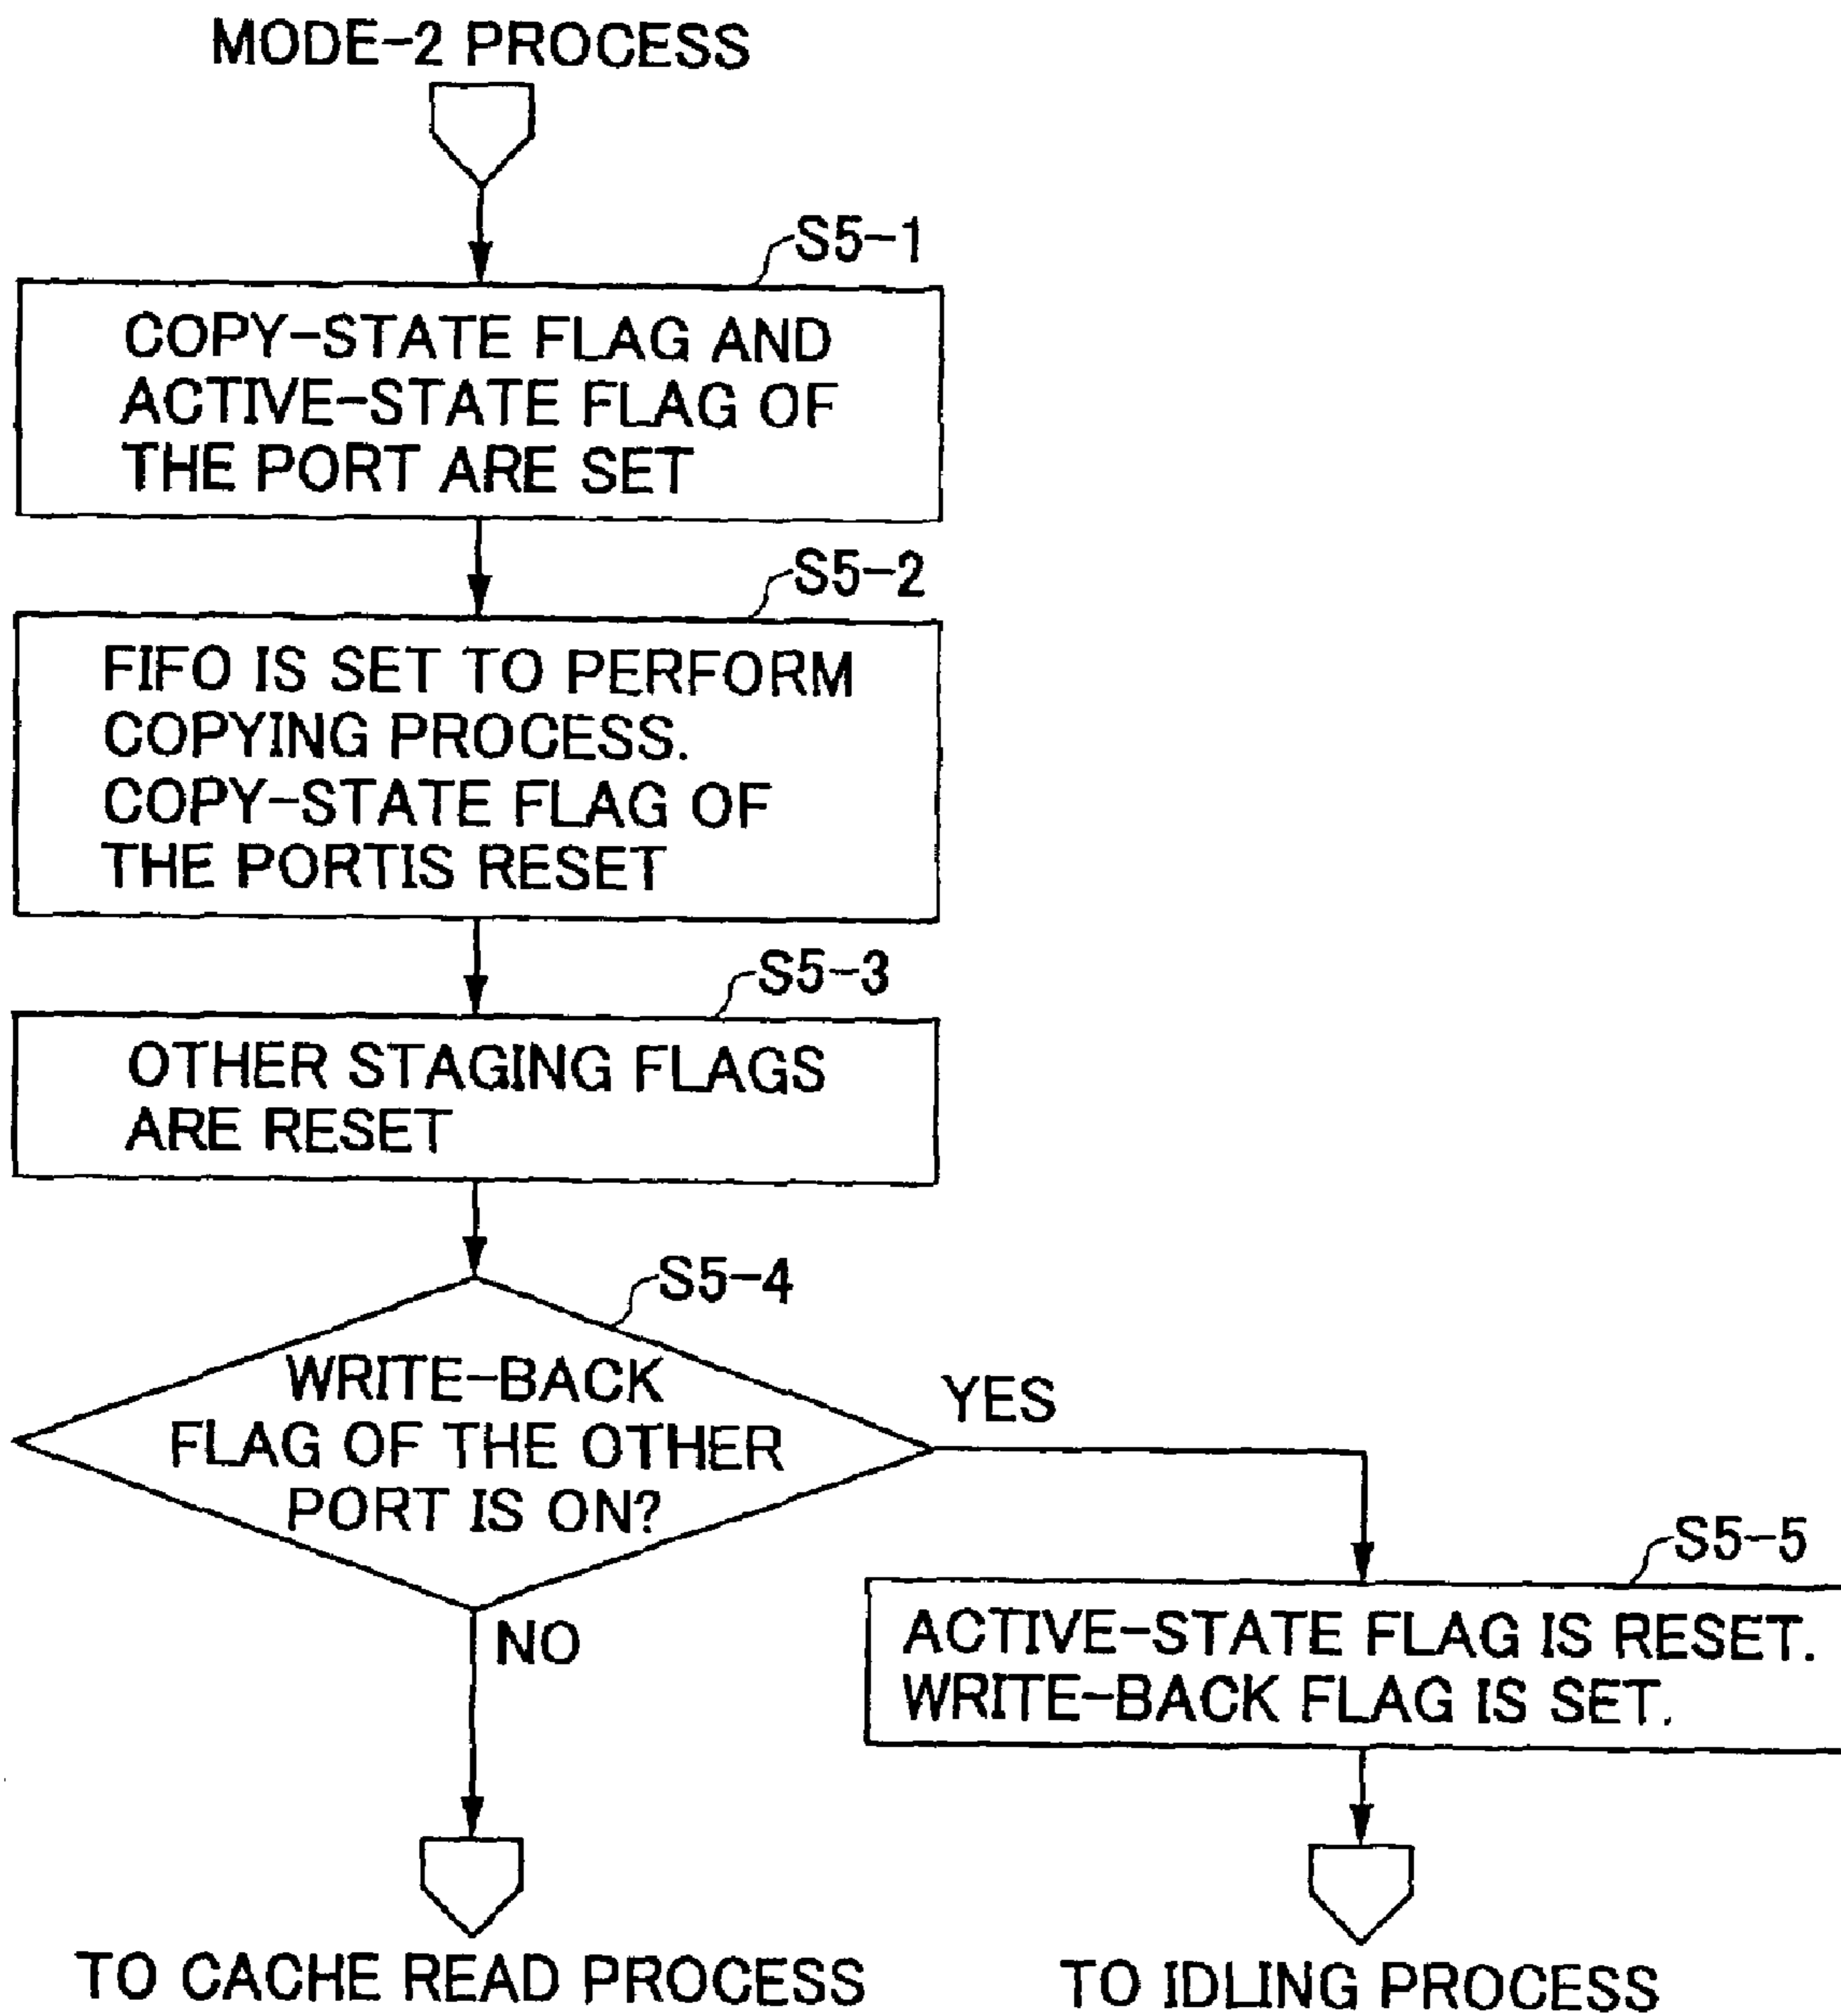 MODE-2 PROCESS
S5-1
COPY-STATE FLAG AND
ACTIVE-STATE FLAG OF
THE PORT ARE SET
S5-2
FIFO IS SET TO PERFORM
COPYING PROCESS.
COPY-STATE FLAG OF
THE PORTIS RESET
S5-3
OTHER STAGING FLAGS
ARE RESET
S5-4
WRITE-BACK
FLAG OF THE OTHER
PORT IS ON?
YES
NO
S5-5
ACTIVE-STATE FLAG IS RESET.
WRITE-BACK FLAG IS SET.
TO CACHE READ PROCESS
TO IDLING PROCESS